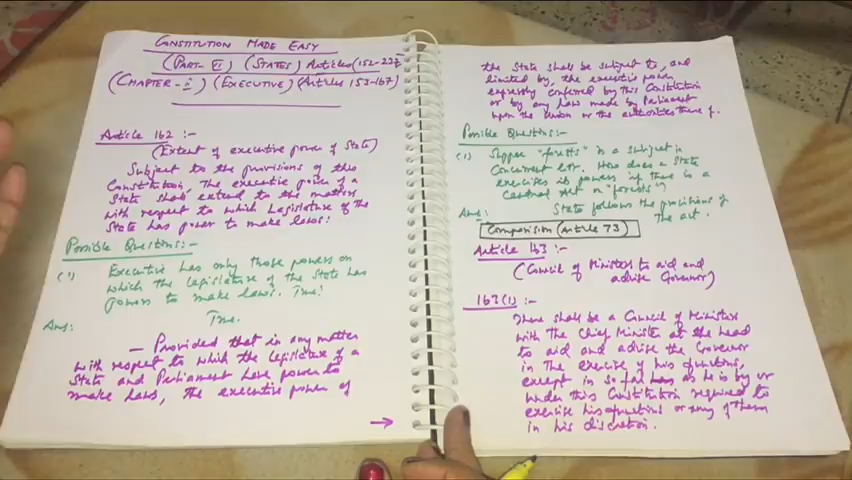 CONSTITUTION MADE EASY
(PART-VI) (STATES) Articles (152-237)
(CHAPTER-ii) (EXECUTIVE) (Articles 153-167)
Article 162 :-
(Extent of executive power of State)
Subject to the provisions of this
Constitution, The executive power of a
State shall extend to the matters
with respect to which Legislature of the
State has power to make laws:
Possible Questions:-
(1) Executive has only those powers on
which the legislature of the State has
powers to make laws. True?
Ans: True.
— Provided that in any matter
with respect to which the Legislature of a
State and Parliament have power to
make laws, the executive power of
→
the State shall be subject to, and
limited by, the executive power
expressly conferred by this Constitution
or by any law made by Parliament
upon the Union or the authorities thereof.
Possible Questions:-
(1) Suppose "forests" is a subject in
Concurrent list. How does a State
exercises its powers if there is a
Central Act on "forests"?
Ans: State follows the provisions of
the act.
Comparision (Article 73)
Article 163 :-
(Council of Ministers to aid and
advise Governor)
163(1) :-
There shall be a Council of Ministers
with the Chief Minister at the head
to aid and advise the Governor
in the exercise of his functions,
except in so far as he is by or
under this Constitution required to
exercise his functions or any of them
in his discretion.